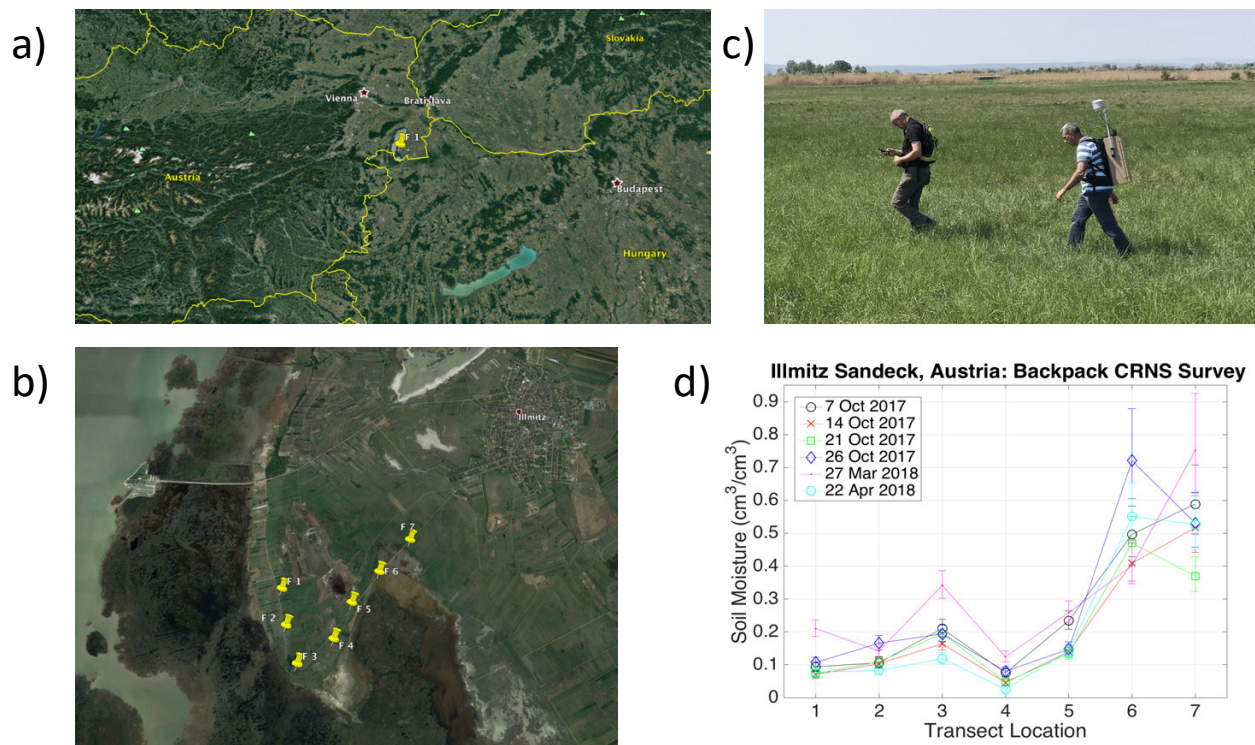 a)
Slovakia
Vienna
Bratislava
F 1
Austria
Budapest
Hungary
b)
Illmitz
F 7
F 6
F 1
F 5
F 2
F 4
F 3
c)
d)
Illmitz Sandeck, Austria: Backpack CRNS Survey
7 Oct 2017
14 Oct 2017
21 Oct 2017
26 Oct 2017
27 Mar 2018
22 Apr 2018
Soil Moisture (cm³/cm³)
0.9
0.8
0.7
0.6
0.5
0.4
0.3
0.2
0.1
0
1 2 3 4 5 6 7
Transect Location